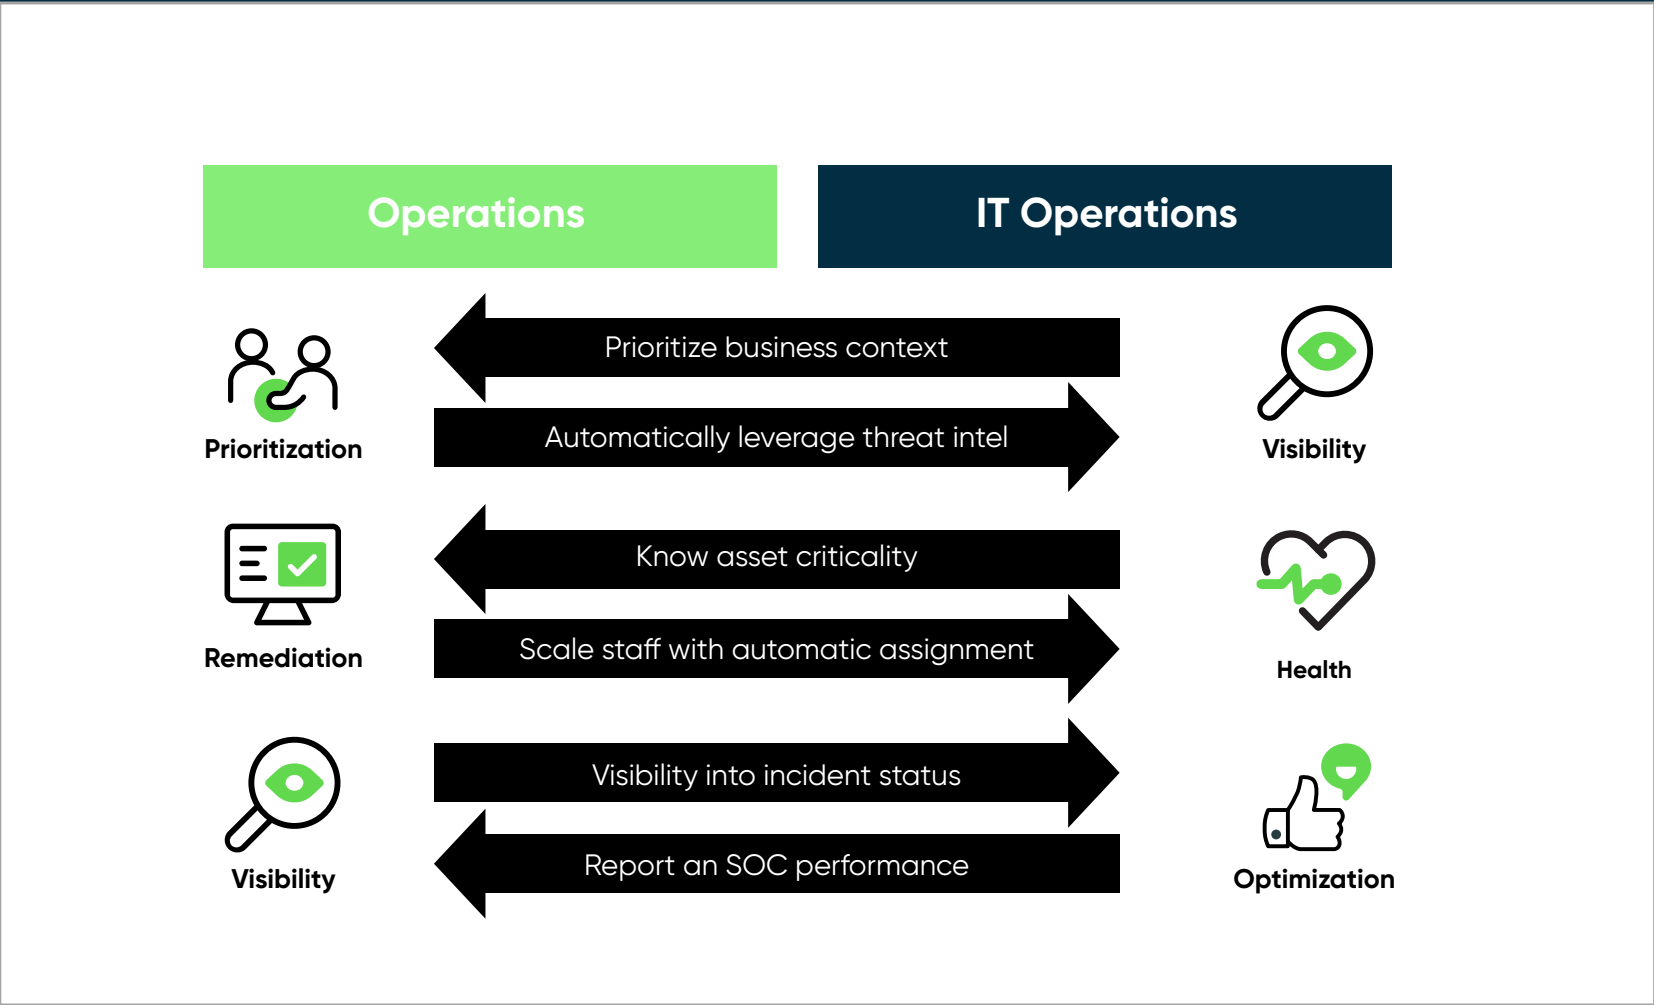 Operations
IT Operations
Prioritize business context
Automatically leverage threat intel
Prioritization
Visibility
Know asset criticality
Scale staff with automatic assignment
Remediation
Health
Visibility into incident status
Report an SOC performance
Visibility
Optimization